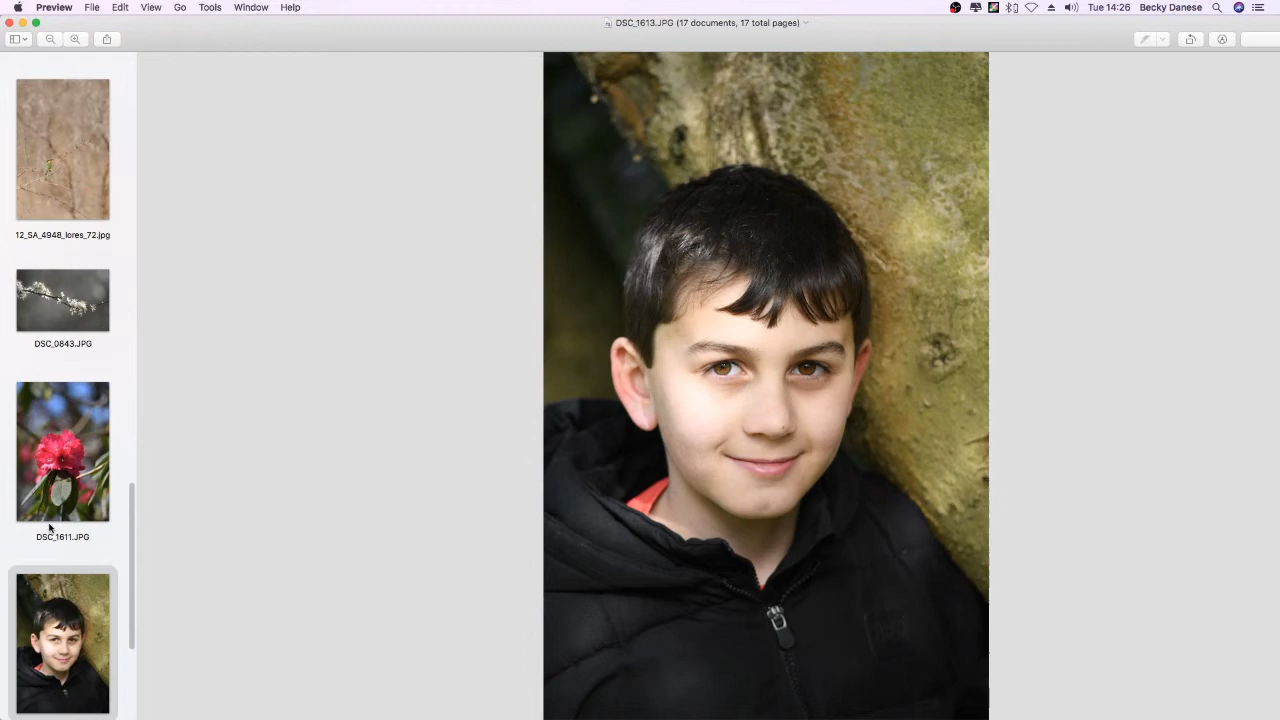 Preview File Edit View Go Tools Window Help
Tue 14:26 Becky Danese
DSC_1613.JPG (17 documents, 17 total pages)
12_SA_4948_lores_72.jpg
DSC_0843.JPG
DSC_1611.JPG